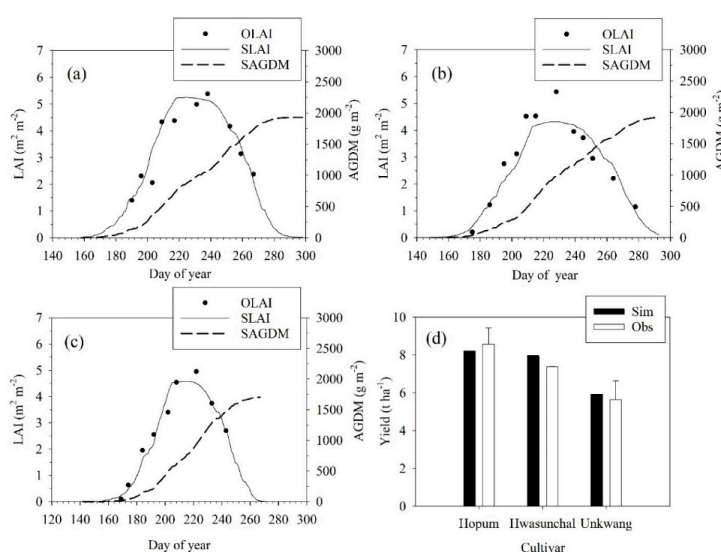 OLAI
SLAI
SAGDM
(a)
LAI (m² m⁻²)
7
6
5
4
3
2
1
0
3000
2500
2000
1500
1000
500
0
AGDM (g m⁻²)
140 160 180 200 220 240 260 280 300
Day of year
OLAI
SLAI
SAGDM
(b)
LAI (m² m⁻²)
7
6
5
4
3
2
1
0
3000
2500
2000
1500
1000
500
0
AGDM (g m⁻²)
140 160 180 200 220 240 260 280 300
Day of year
OLAI
SLAI
SAGDM
(c)
LAI (m² m⁻²)
7
6
5
4
3
2
1
0
3000
2500
2000
1500
1000
500
0
AGDM (g m⁻²)
120 140 160 180 200 220 240 260 280
Day of year
Sim
Obs
(d)
Yield (t ha⁻¹)
10
8
6
4
2
0
Hopum Hwasunchal Unkwang
Cultivar